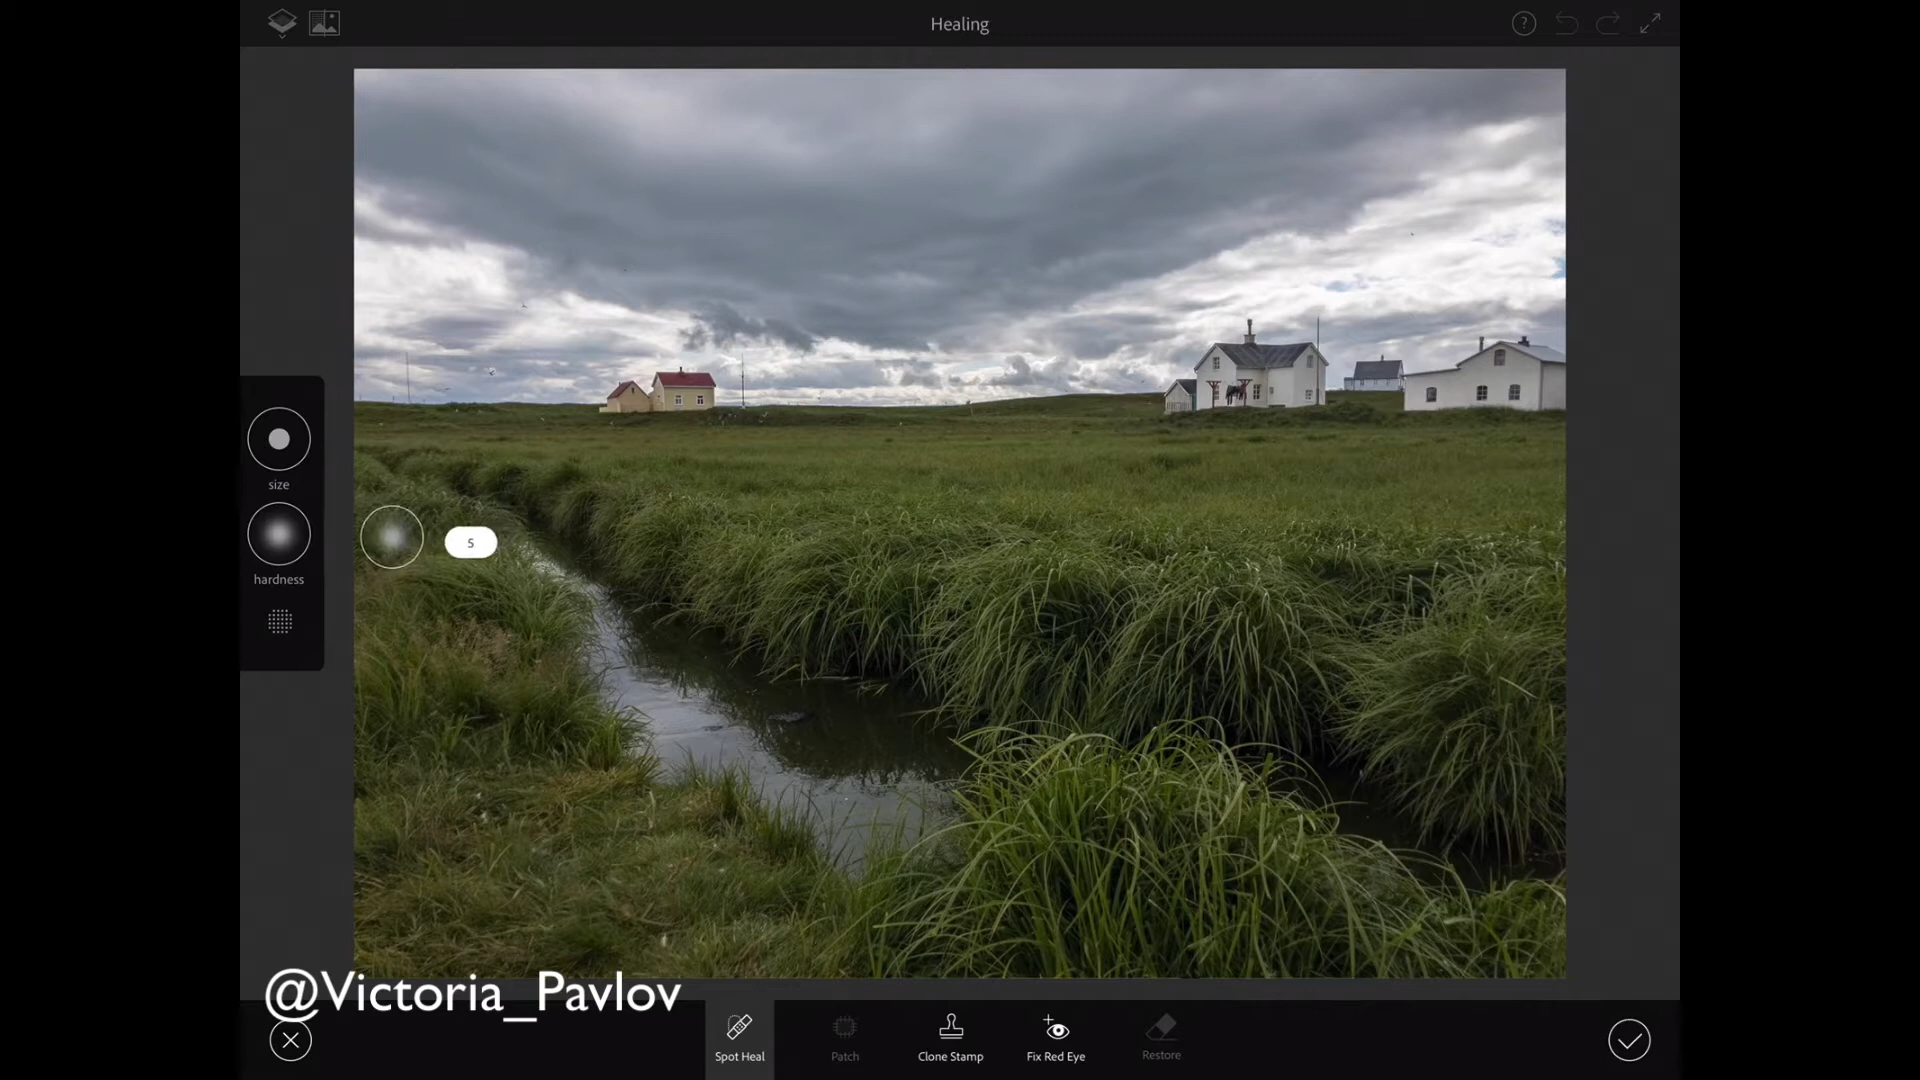 Healing
?
size
5
hardness
@Victoria_Pavlov
Spot Heal
Patch
Clone Stamp
Fix Red Eye
Restore